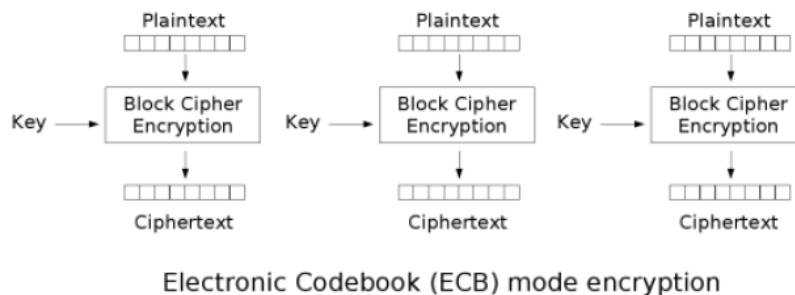 Plaintext Plaintext Plaintext
Block Cipher Encryption Block Cipher Encryption Block Cipher Encryption
Key Key Key
Ciphertext Ciphertext Ciphertext
Electronic Codebook (ECB) mode encryption